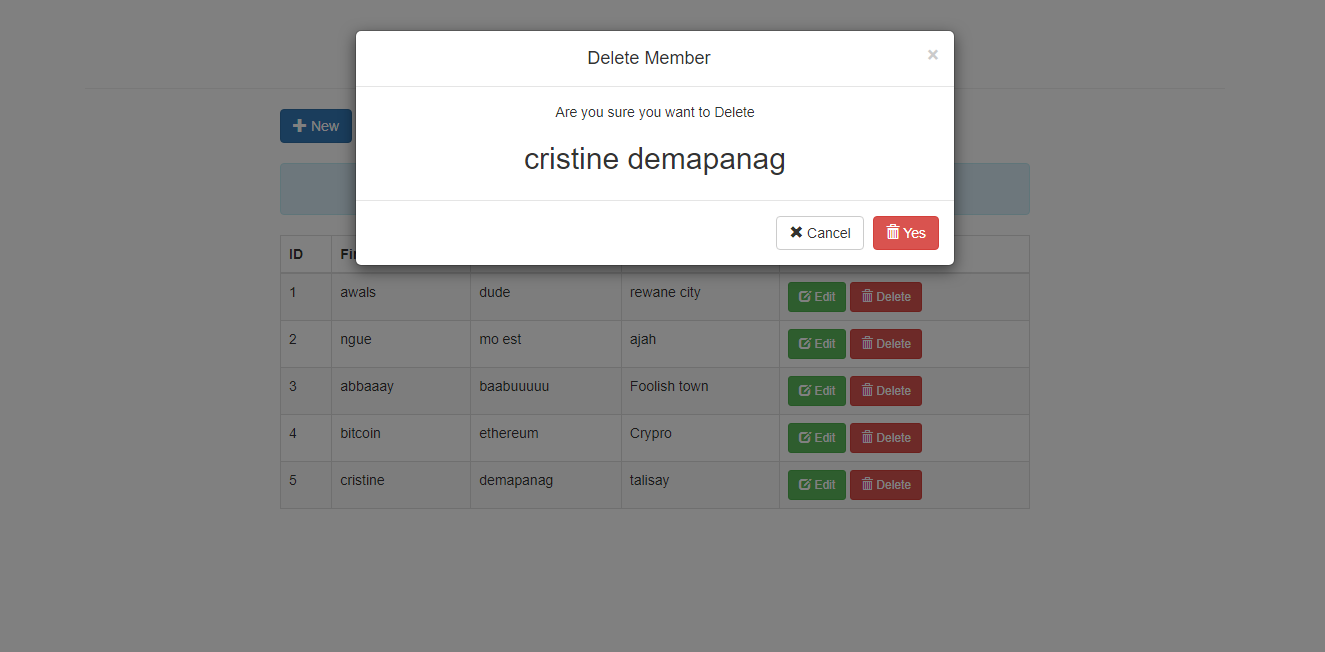 Delete Member ×
Are you sure you want to Delete
cristine demapanag
Cancel Yes
New
ID
1 awals dude rewane city Edit Delete
2 ngue mo est ajah Edit Delete
3 abbaaay baabuuuuu Foolish town Edit Delete
4 bitcoin ethereum Crypro Edit Delete
5 cristine demapanag talisay Edit Delete